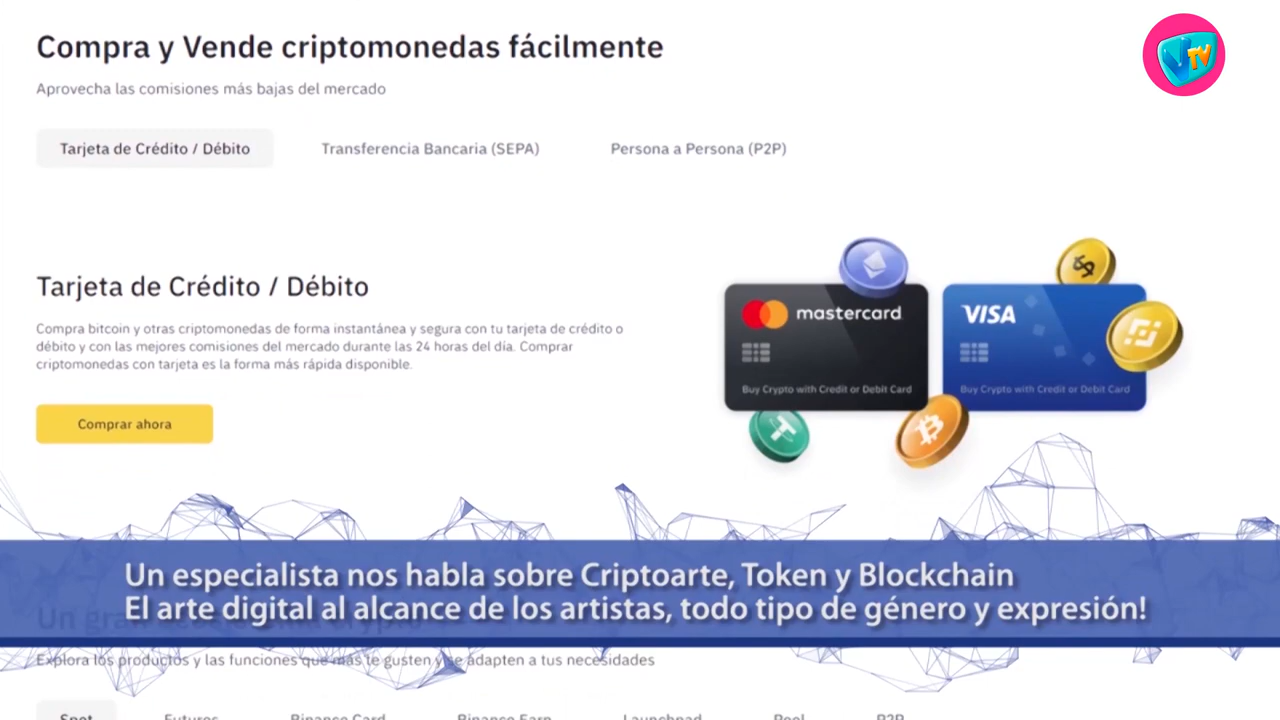 Compra y Vende criptomonedas fácilmente
TV
Aprovecha las comisiones más bajas del mercado
Tarjeta de Crédito / Débito
Transferencia Bancaria (SEPA)
Persona a Persona (P2P)
Tarjeta de Crédito / Débito
Compra bitcoin y otras criptomonedas de forma instantánea y segura con tu tarjeta de crédito o
débito y con las mejores comisiones del mercado durante las 24 horas del día. Comprar
criptomonedas con tarjeta es la forma más rápida disponible.
Comprar ahora
mastercard
Buy Crypto with Credit or Debit Card
VISA
Buy Crypto with Credit or Debit Card
Un especialista nos habla sobre Criptoarte, Token y Blockchain
El arte digital al alcance de los artistas, todo tipo de género y expresión!
Explora los productos y las funciones que más te gusten y se adapten a tus necesidades
Spot
Futures
Binance Card
Binance Earn
Launchpad
Pool
P2P